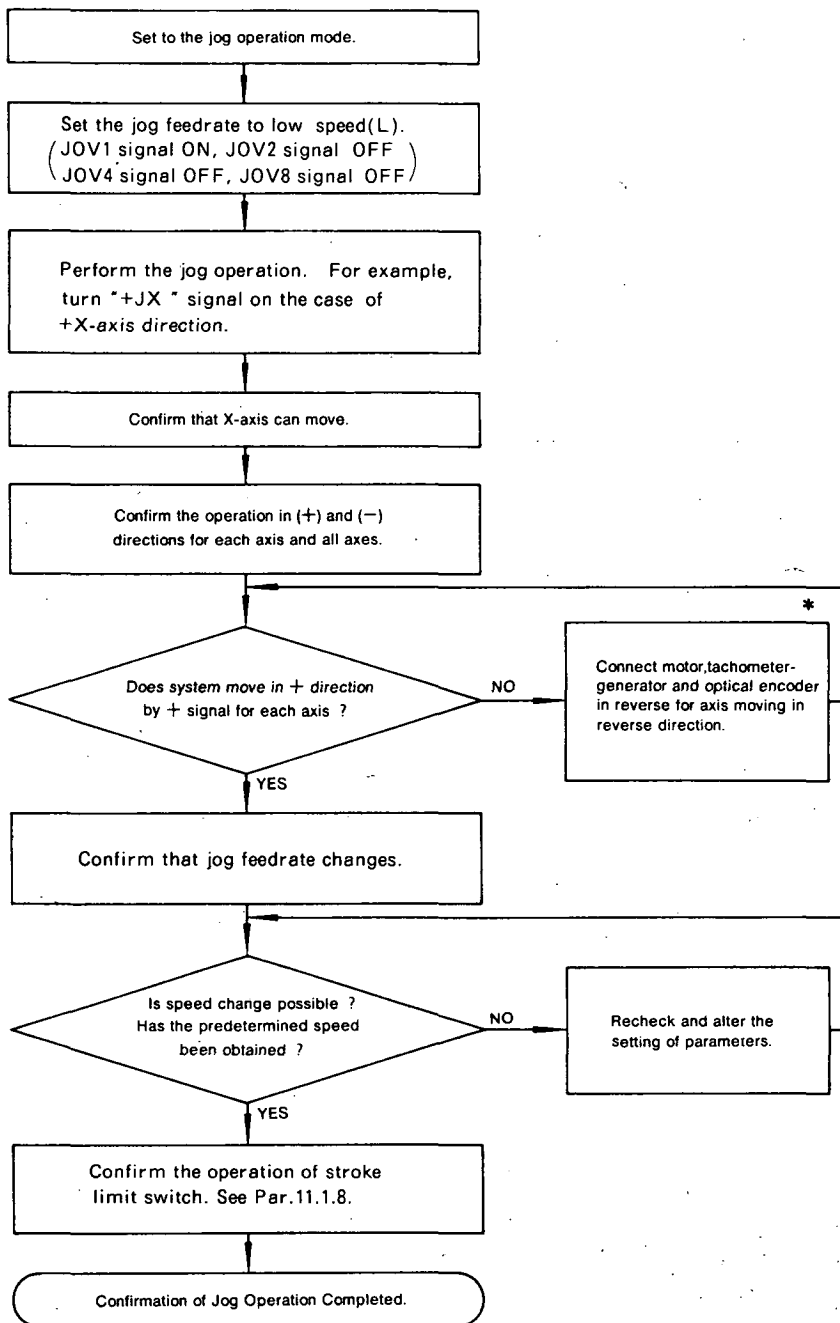 Set to the jog operation mode.
Set the jog feedrate to low speed(L).
(JOV1 signal ON, JOV2 signal OFF
JOV4 signal OFF, JOV8 signal OFF)
Perform the jog operation. For example,
turn "+JX " signal on the case of
+X-axis direction.
Confirm that X-axis can move.
Confirm the operation in (+) and (−)
directions for each axis and all axes.
*
Does system move in + direction
by + signal for each axis ?
NO
Connect motor,tachometer-
generator and optical encoder
in reverse for axis moving in
reverse direction.
YES
Confirm that jog feedrate changes.
Is speed change possible ?
Has the predetermined speed
been obtained ?
NO
Recheck and alter the
setting of parameters.
YES
Confirm the operation of stroke
limit switch. See Par.11.1.8.
Confirmation of Jog Operation Completed.